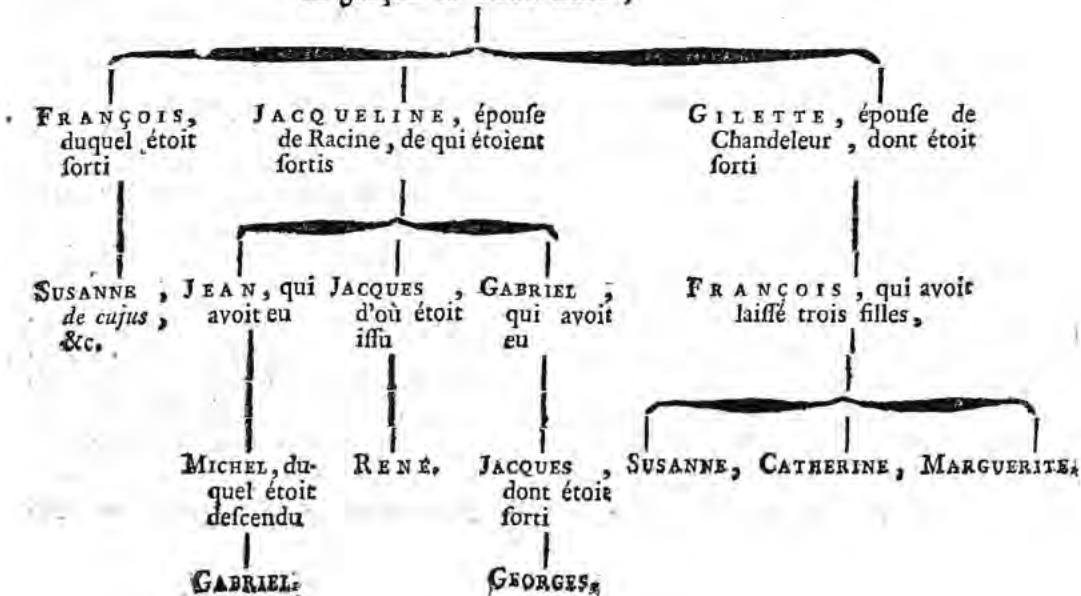 FRANÇOIS,
duquel étoit
ſorti
JACQUELINE, épouſe
de Racine, de qui étoient
ſortis
GILETTE, épouſe de
Chandeleur, dont étoit
ſorti
SUSANNE,
de cujus,
&c.
JEAN, qui
avoit eu
JACQUES,
d'où étoit
iſſu
GABRIEL,
qui avoit
eu
FRANÇOIS, qui avoit
laiſſé trois filles,
MICHEL, du-
quel étoit
deſcendu
RENÉ.
JACQUES,
dont étoit
ſorti
SUSANNE, CATHERINE, MARGUERITE.
GABRIEL.
GEORGES.